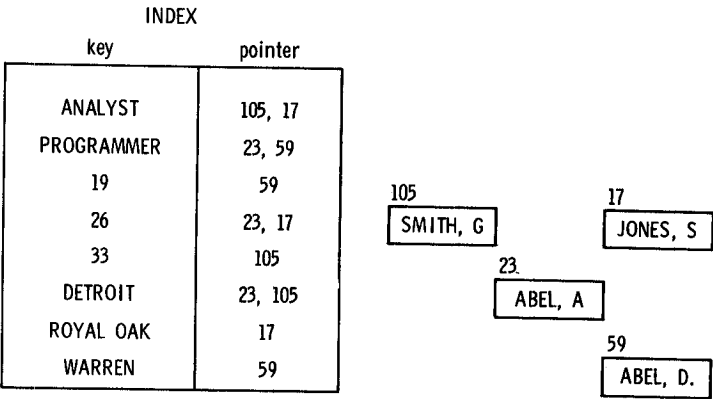 INDEX
key pointer
ANALYST 105, 17
PROGRAMMER 23, 59
19 59
26 23, 17
33 105
DETROIT 23, 105
ROYAL OAK 17
WARREN 59
105
SMITH, G
17
JONES, S
23
ABEL, A
59
ABEL, D.